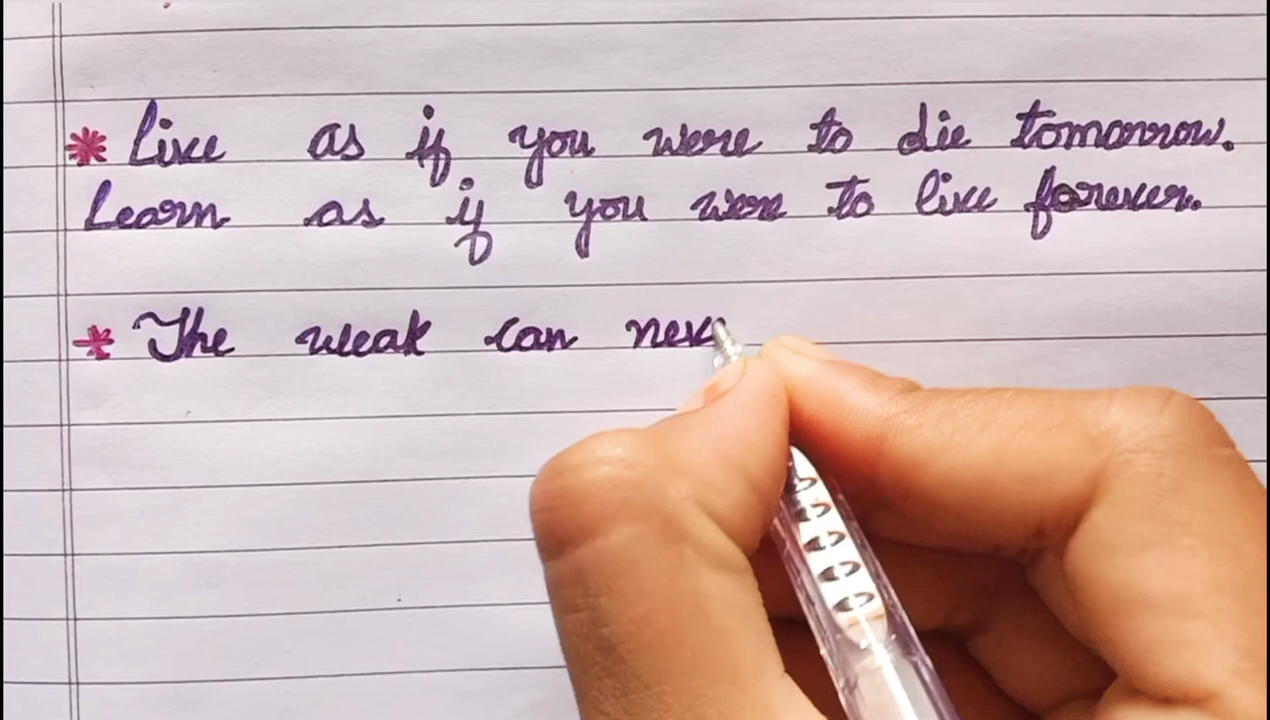 * Live as if you were to die tomorrow.
Learn as if you were to live forever.
* The weak can neve